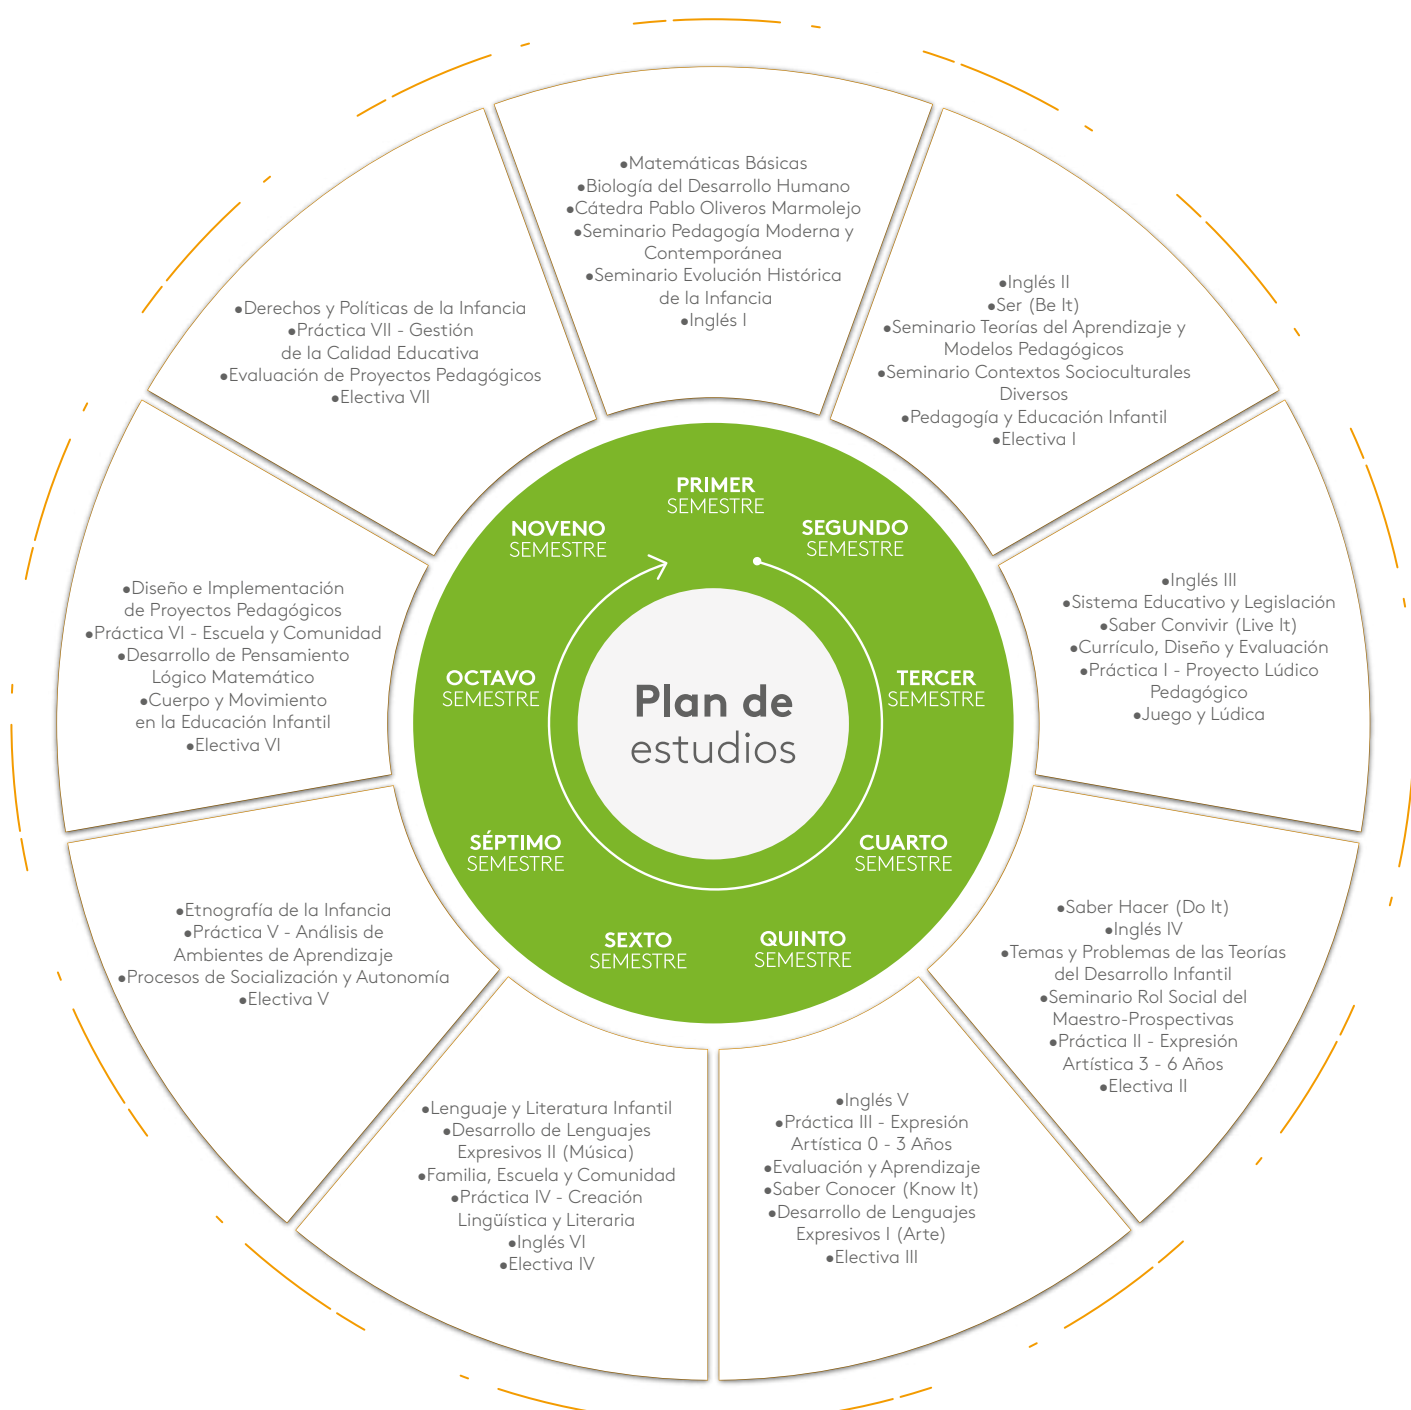 Plan de
estudios
PRIMER
SEMESTRE
•Matemáticas Básicas
•Biología del Desarrollo Humano
•Cátedra Pablo Oliveros Marmolejo
•Seminario Pedagogía Moderna y
Contemporánea
•Seminario Evolución Histórica
de la Infancia
•Inglés I
SEGUNDO
SEMESTRE
•Inglés II
•Ser (Be It)
•Seminario Teorías del Aprendizaje y
Modelos Pedagógicos
•Seminario Contextos Socioculturales
Diversos
•Pedagogía y Educación Infantil
•Electiva I
TERCER
SEMESTRE
•Inglés III
•Sistema Educativo y Legislación
•Saber Convivir (Live It)
•Currículo, Diseño y Evaluación
•Práctica I - Proyecto Lúdico
Pedagógico
•Juego y Lúdica
CUARTO
SEMESTRE
•Saber Hacer (Do It)
•Inglés IV
•Temas y Problemas de las Teorías
del Desarrollo Infantil
•Seminario Rol Social del
Maestro-Prospectivas
•Práctica II - Expresión
Artística 3 - 6 Años
•Electiva II
QUINTO
SEMESTRE
•Inglés V
•Práctica III - Expresión
Artística 0 - 3 Años
•Evaluación y Aprendizaje
•Saber Conocer (Know It)
•Desarrollo de Lenguajes
Expresivos I (Arte)
•Electiva III
SEXTO
SEMESTRE
•Lenguaje y Literatura Infantil
•Desarrollo de Lenguajes
Expresivos II (Música)
•Familia, Escuela y Comunidad
•Práctica IV - Creación
Lingüística y Literaria
•Inglés VI
•Electiva IV
SÉPTIMO
SEMESTRE
•Etnografía de la Infancia
•Práctica V - Análisis de
Ambientes de Aprendizaje
•Procesos de Socialización y Autonomía
•Electiva V
OCTAVO
SEMESTRE
•Diseño e Implementación
de Proyectos Pedagógicos
•Práctica VI - Escuela y Comunidad
•Desarrollo de Pensamiento
Lógico Matemático
•Cuerpo y Movimiento
en la Educación Infantil
•Electiva VI
NOVENO
SEMESTRE
•Derechos y Políticas de la Infancia
•Práctica VII - Gestión
de la Calidad Educativa
•Evaluación de Proyectos Pedagógicos
•Electiva VII